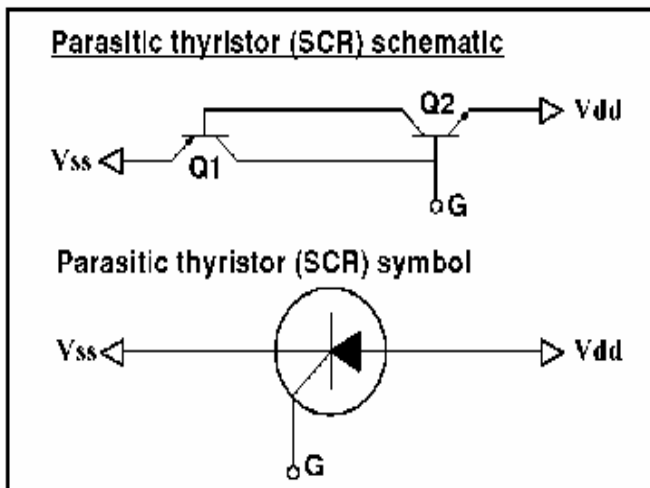 Parasitic thyristor (SCR) schematic
Q2
Vdd
Vss
Q1
G
Parasitic thyristor (SCR) symbol
Vss
Vdd
G